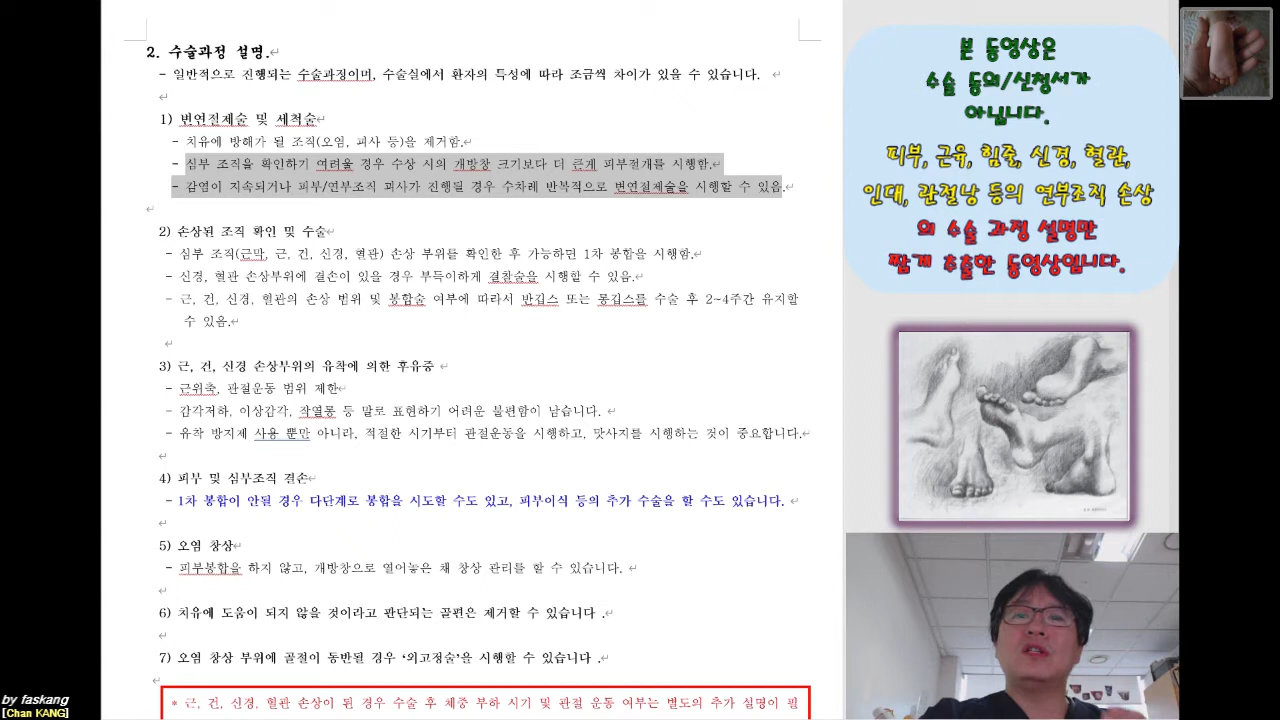 2. 수술과정 설명.
- 일반적으로 진행되는 수술과정이며, 수술실에서 환자의 특성에 따라 조금씩 차이가 있을 수 있습니다.
1) 변연절제술 및 세척술
- 치유에 방해가 될 조직(오염, 괴사 등)을 제거함.
- 심부 조직을 확인하기 어려울 경우 수상 시의 개방창 크기보다 더 큰게 피부절개를 시행함.
- 감염이 지속되거나 피부/연부조직 괴사가 진행될 경우 수차례 반복적으로 변연절제술을 시행할 수 있음.
2) 손상된 조직 확인 및 수술
- 심부 조직(근막, 근, 건, 신경, 혈관) 손상 부위를 확인한 후 가능하면 1차 봉합을 시행함.
- 신경, 혈관 손상부위에 결손이 있을 경우 부득이하게 결찰술을 시행할 수 있음.
- 근, 건, 신경, 혈관의 손상 범위 및 봉합술 여부에 따라서 반깁스 또는 통깁스를 수술 후 2~4주간 유지할
수 있음.
3) 근, 건, 신경 손상부위의 유착에 의한 후유증
- 근위축, 관절운동 범위 제한
- 감각저하, 이상감각, 작열통 등 말로 표현하기 어려운 불편함이 남습니다.
- 유착 방지제 사용 뿐만 아니라, 적절한 시기부터 관절운동을 시행하고, 맛사지를 시행하는 것이 중요합니다.
4) 피부 및 심부조직 결손
- 1차 봉합이 안될 경우 다단계로 봉합을 시도할 수도 있고, 피부이식 등의 추가 수술을 할 수도 있습니다.
5) 오염 창상
- 피부봉합을 하지 않고, 개방창으로 열어놓은 채 창상 관리를 할 수 있습니다.
6) 치유에 도움이 되지 않을 것이라고 판단되는 골편은 제거할 수 있습니다 .
7) 오염 창상 부위에 골절이 동반될 경우 ‘외고정술’을 시행할 수 있습니다 .
* 근, 건, 신경, 혈관 손상이 된 경우 수술 후 체중 부하 시기 및 관절 운동 여부는 별도의 추가 설명이 필
본 동영상은
수술 동의/신청서가
아닙니다.
피부, 근육, 힘줄, 신경, 혈관,
인대, 관절낭 등의 연부조직 손상
의 수술 과정 설명만
짧게 추출한 동영상입니다.
by faskang
[Chan KANG]